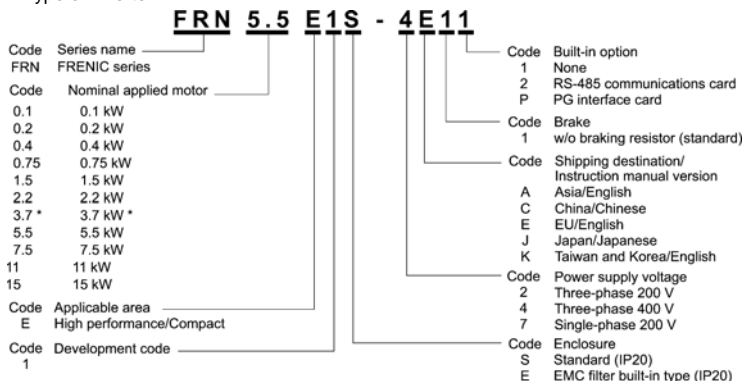 FRN 5.5 E1S - 4E11
Code Series name
FRN FRENIC series
Code Nominal applied motor
0.1 0.1 kW
0.2 0.2 kW
0.4 0.4 kW
0.75 0.75 kW
1.5 1.5 kW
2.2 2.2 kW
3.7 * 3.7 kW *
5.5 5.5 kW
7.5 7.5 kW
11 11 kW
15 15 kW
Code Applicable area
E High performance/Compact
Code Development code
1
Code Built-in option
1 None
2 RS-485 communications card
P PG interface card
Code Brake
1 w/o braking resistor (standard)
Code Shipping destination/
Instruction manual version
A Asia/English
C China/Chinese
E EU/English
J Japan/Japanese
K Taiwan and Korea/English
Code Power supply voltage
2 Three-phase 200 V
4 Three-phase 400 V
7 Single-phase 200 V
Code Enclosure
S Standard (IP20)
E EMC filter built-in type (IP20)